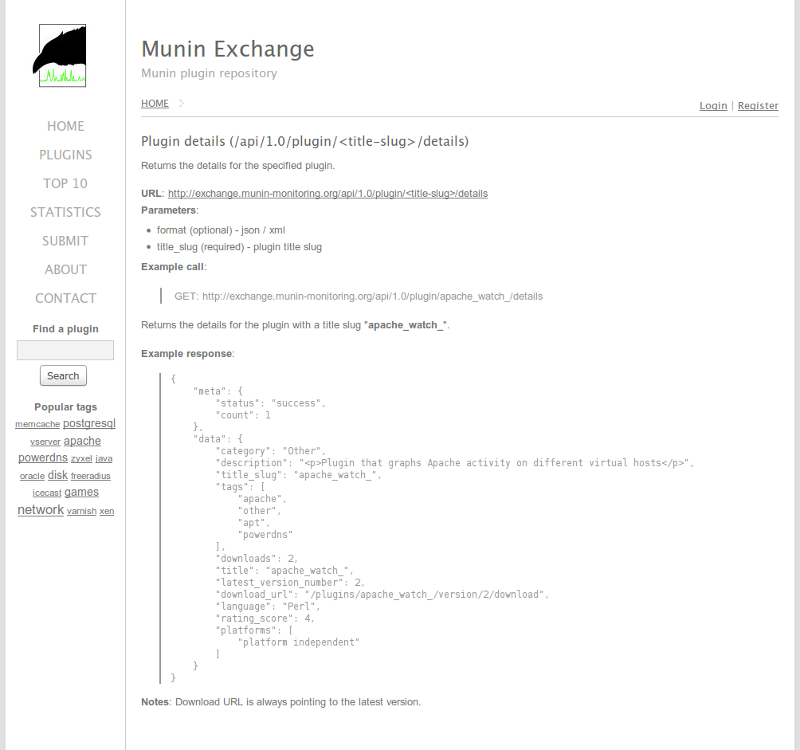 Munin Exchange
Munin plugin repository
HOME
Login | Register
HOME
PLUGINS
TOP 10
STATISTICS
SUBMIT
ABOUT
CONTACT
Find a plugin
Search
Popular tags
memcache postgresql
vserver apache
powerdns zyxel java
oracle disk freeradius
icecast games
network varnish xen
Plugin details (/api/1.0/plugin/<title-slug>/details)
Returns the details for the specified plugin.
URL: http://exchange.munin-monitoring.org/api/1.0/plugin/<title-slug>/details
Parameters:
• format (optional) - json / xml
• title_slug (required) - plugin title slug
Example call:
GET: http://exchange.munin-monitoring.org/api/1.0/plugin/apache_watch_/details
Returns the details for the plugin with a title slug "apache_watch_".
Example response:
{
    "meta": {
        "status": "success",
        "count": 1
    },
    "data": {
        "category": "Other",
        "description": "<p>Plugin that graphs Apache activity on different virtual hosts</p>",
        "title_slug": "apache_watch_",
        "tags": [
            "apache",
            "other",
            "apt",
            "powerdns"
        ],
        "downloads": 2,
        "title": "apache_watch_",
        "latest_version_number": 2,
        "download_url": "/plugins/apache_watch_/version/2/download",
        "language": "Perl",
        "rating_score": 4,
        "platforms": [
            "platform independent"
        ]
    }
}
Notes: Download URL is always pointing to the latest version.